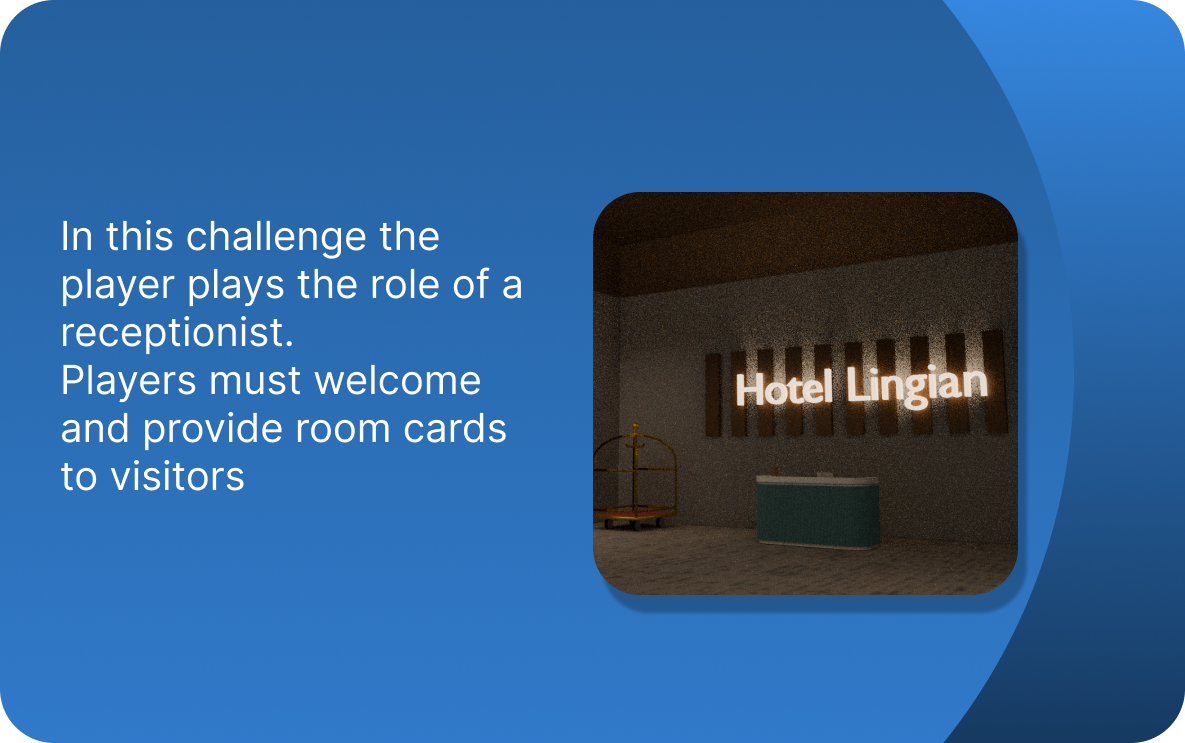 In this challenge the
player plays the role of a
receptionist.
Players must welcome
and provide room cards
to visitors
Hotel Lingian